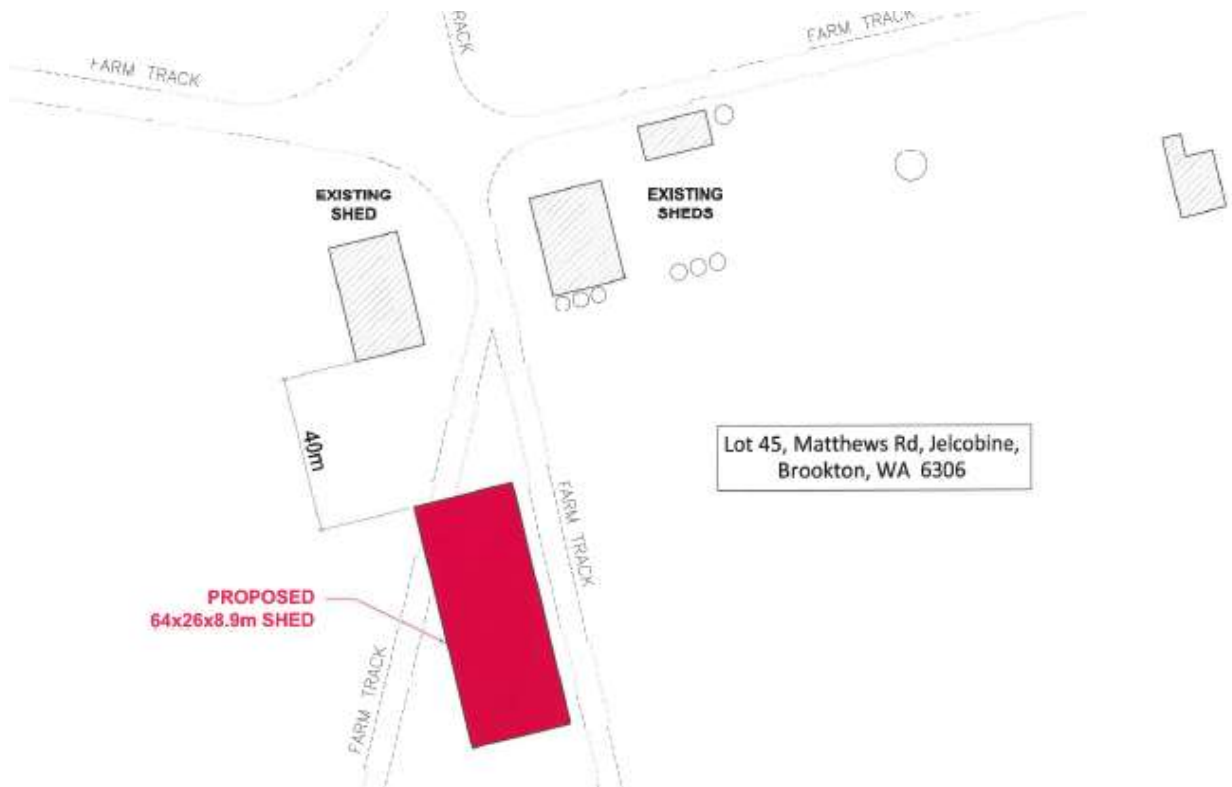 FARM TRACK
RACK
FARM TRACK
EXISTING
SHED
EXISTING
SHEDS
40m
Lot 45, Matthews Rd, Jelcobine,
Brookton, WA 6306
FARM TRACK
PROPOSED
64x26x8.9m SHED
FARM TRACK